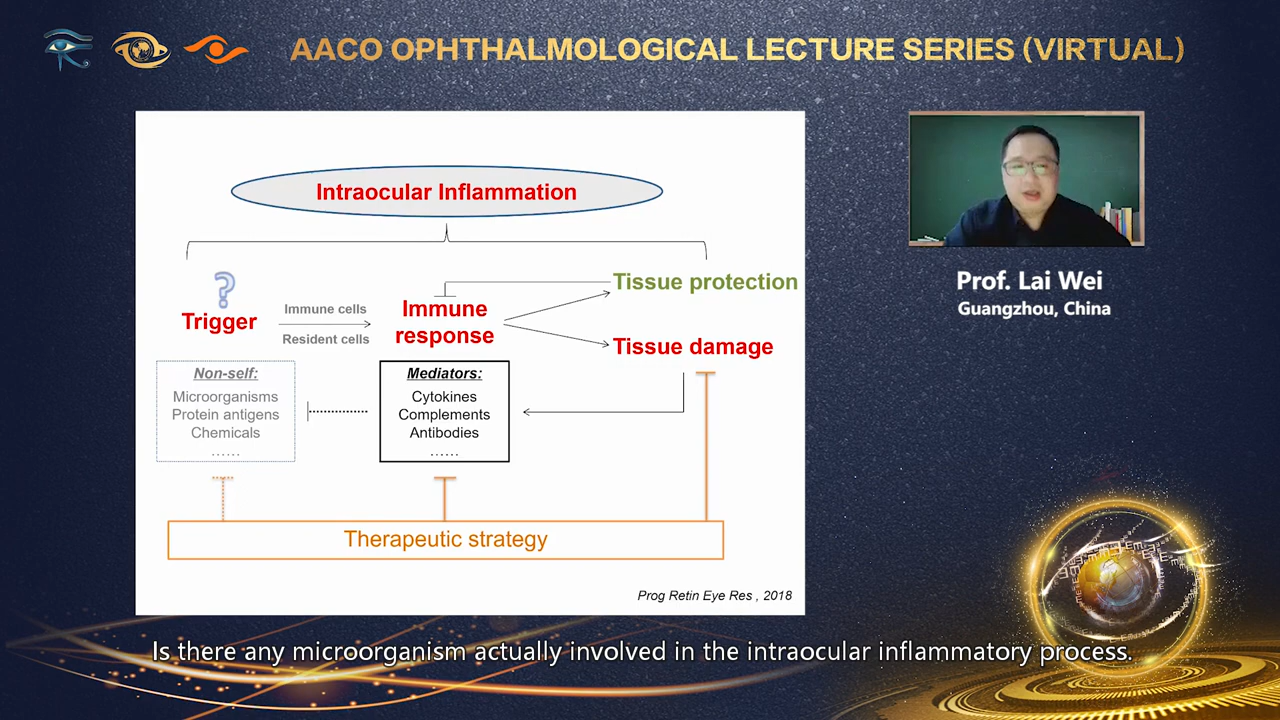 AACO OPHTHALMOLOGICAL LECTURE SERIES (VIRTUAL)
Intraocular Inflammation
?
Trigger
Immune cells
Resident cells
Immune
response
Tissue protection
Tissue damage
Non-self:
Microorganisms
Protein antigens
Chemicals
......
Mediators:
Cytokines
Complements
Antibodies
......
Therapeutic strategy
Prog Retin Eye Res , 2018
Prof. Lai Wei
Guangzhou, China
Is there any microorganism actually involved in the intraocular inflammatory process.